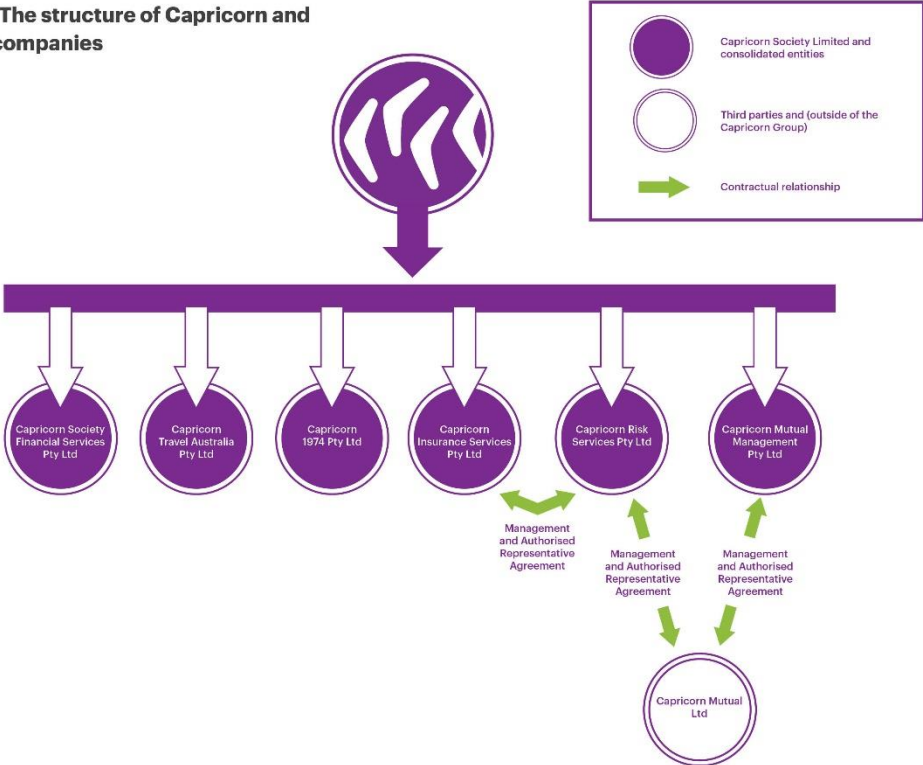 The structure of Capricorn and
companies
Capricorn Society Limited and
consolidated entities
Third parties and (outside of the
Capricorn Group)
Contractual relationship
Capricorn Society
Financial Services
Pty Ltd
Capricorn
Travel Australia
Pty Ltd
Capricorn
1974 Pty Ltd
Capricorn
Insurance Services
Pty Ltd
Capricorn Risk
Services Pty Ltd
Capricorn Mutual
Management
Pty Ltd
Management
and Authorised
Representative
Agreement
Management
and Authorised
Representative
Agreement
Management
and Authorised
Representative
Agreement
Capricorn Mutual
Ltd